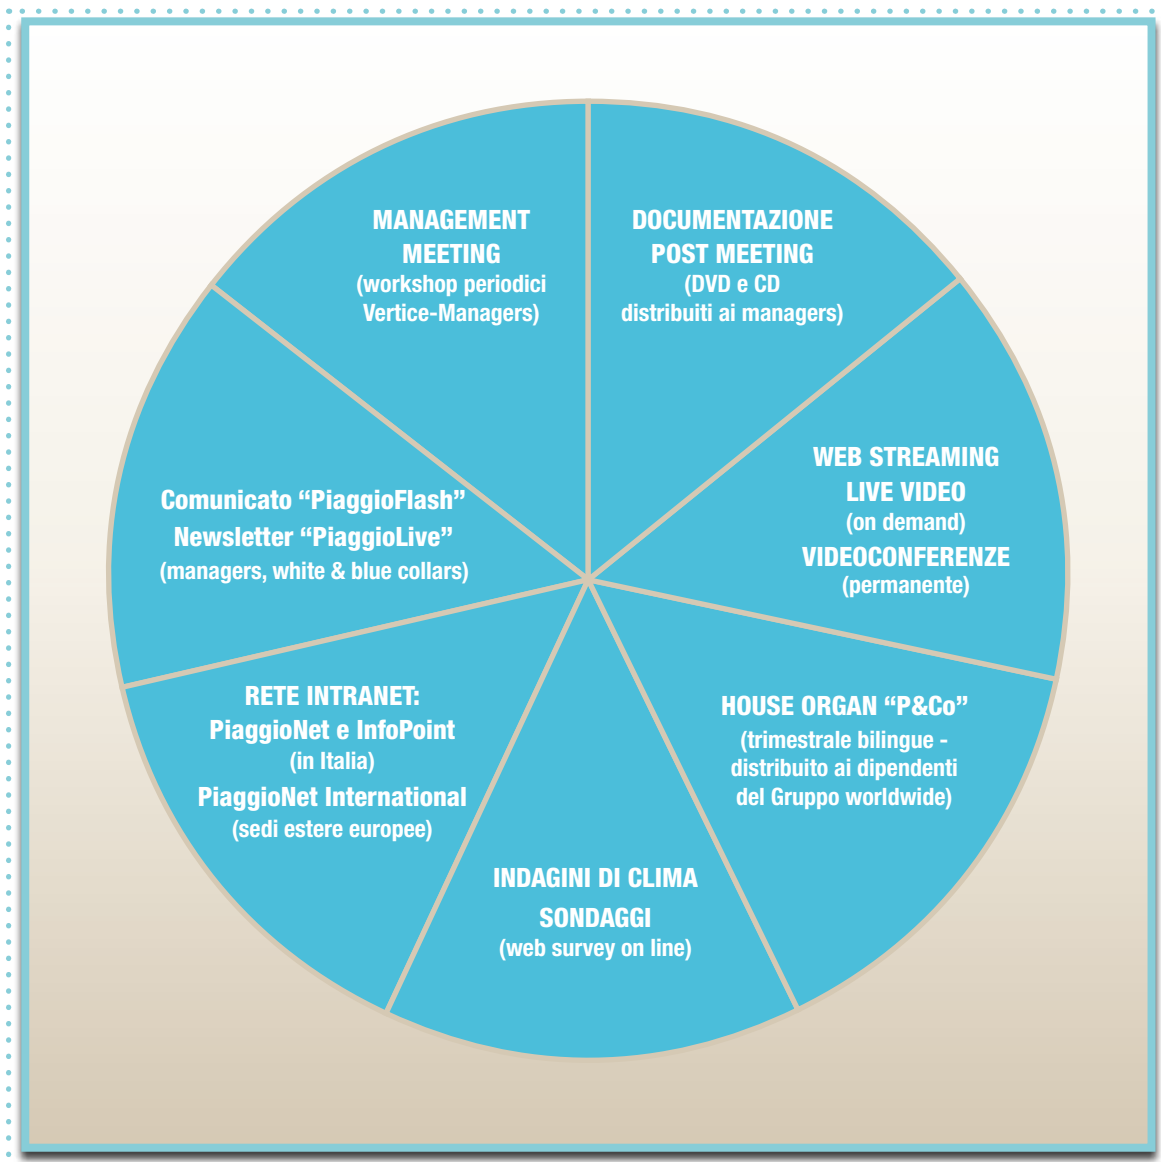 MANAGEMENT
MEETING
(workshop periodici
Vertice-Managers)
DOCUMENTAZIONE
POST MEETING
(DVD e CD
distribuiti ai managers)
WEB STREAMING
LIVE VIDEO
(on demand)
VIDEOCONFERENZE
(permanente)
HOUSE ORGAN “P&Co”
(trimestrale bilingue -
distribuito ai dipendenti
del Gruppo worldwide)
INDAGINI DI CLIMA
SONDAGGI
(web survey on line)
RETE INTRANET:
PiaggioNet e InfoPoint
(in Italia)
PiaggioNet International
(sedi estere europee)
Comunicato “PiaggioFlash”
Newsletter “PiaggioLive”
(managers, white & blue collars)